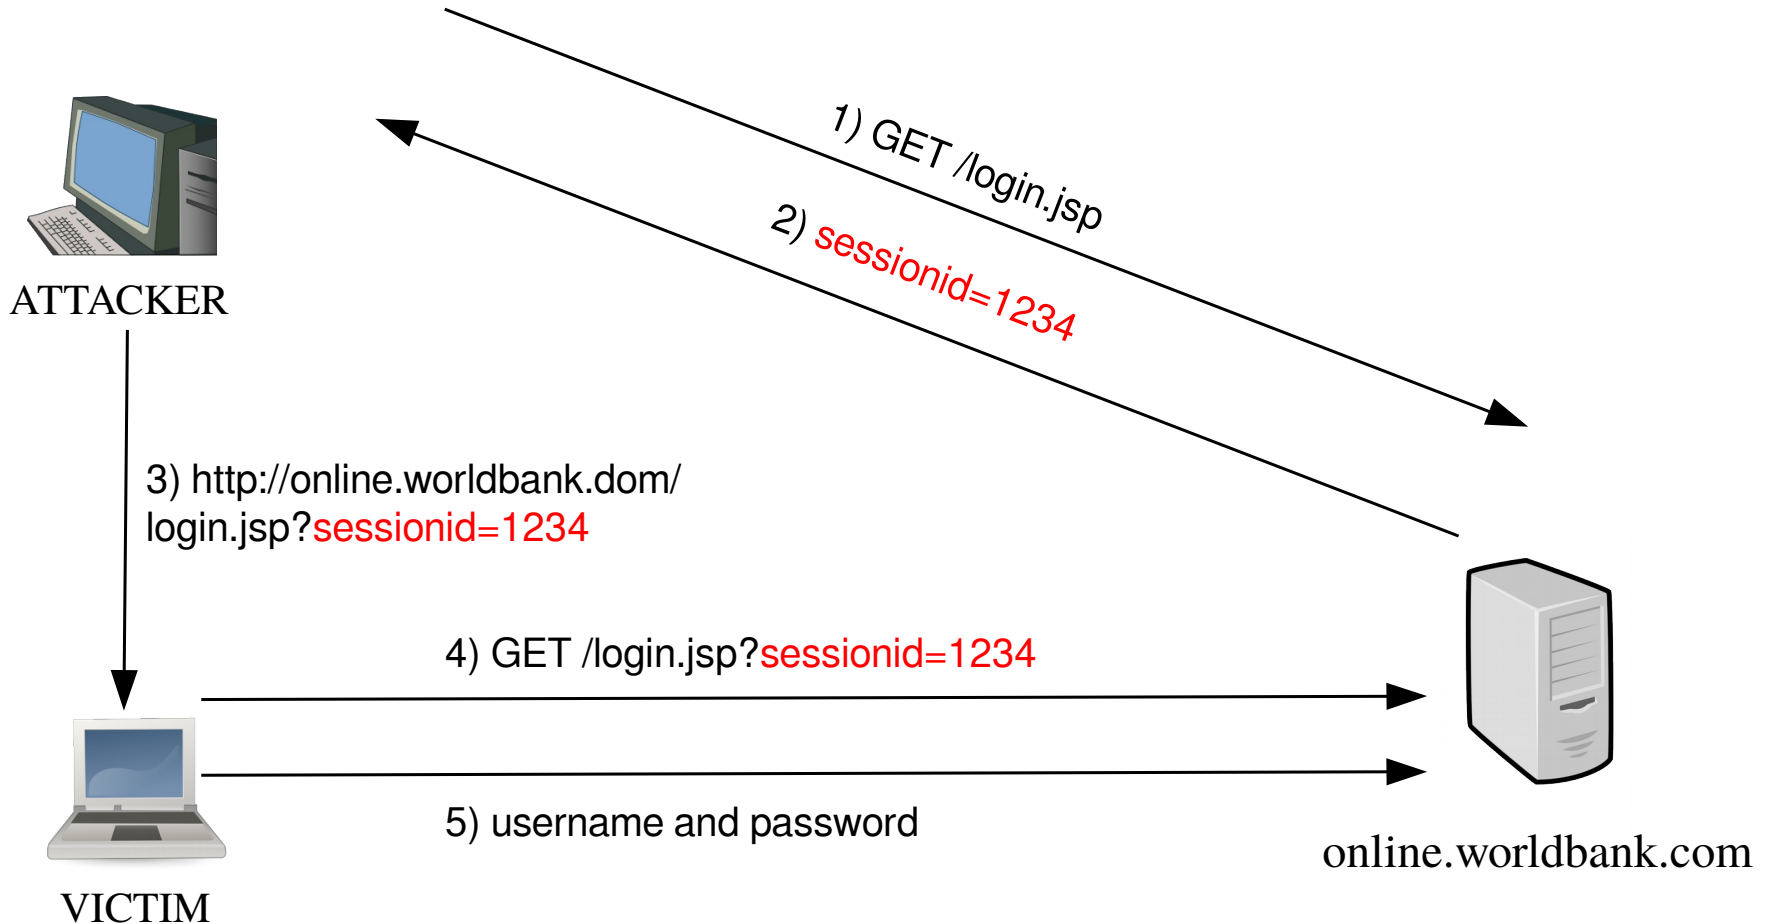 1) GET /login.jsp
2) sessionid=1234
ATTACKER
3) http://online.worldbank.dom/
login.jsp?sessionid=1234
4) GET /login.jsp?sessionid=1234
5) username and password
online.worldbank.com
VICTIM